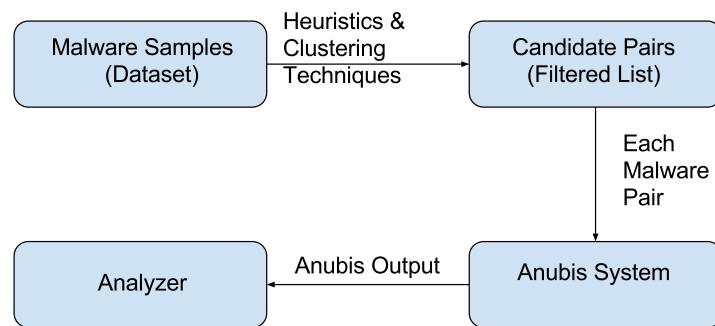 Malware Samples
(Dataset)
Heuristics &
Clustering
Techniques
Candidate Pairs
(Filtered List)
Each
Malware
Pair
Anubis System
Anubis Output
Analyzer